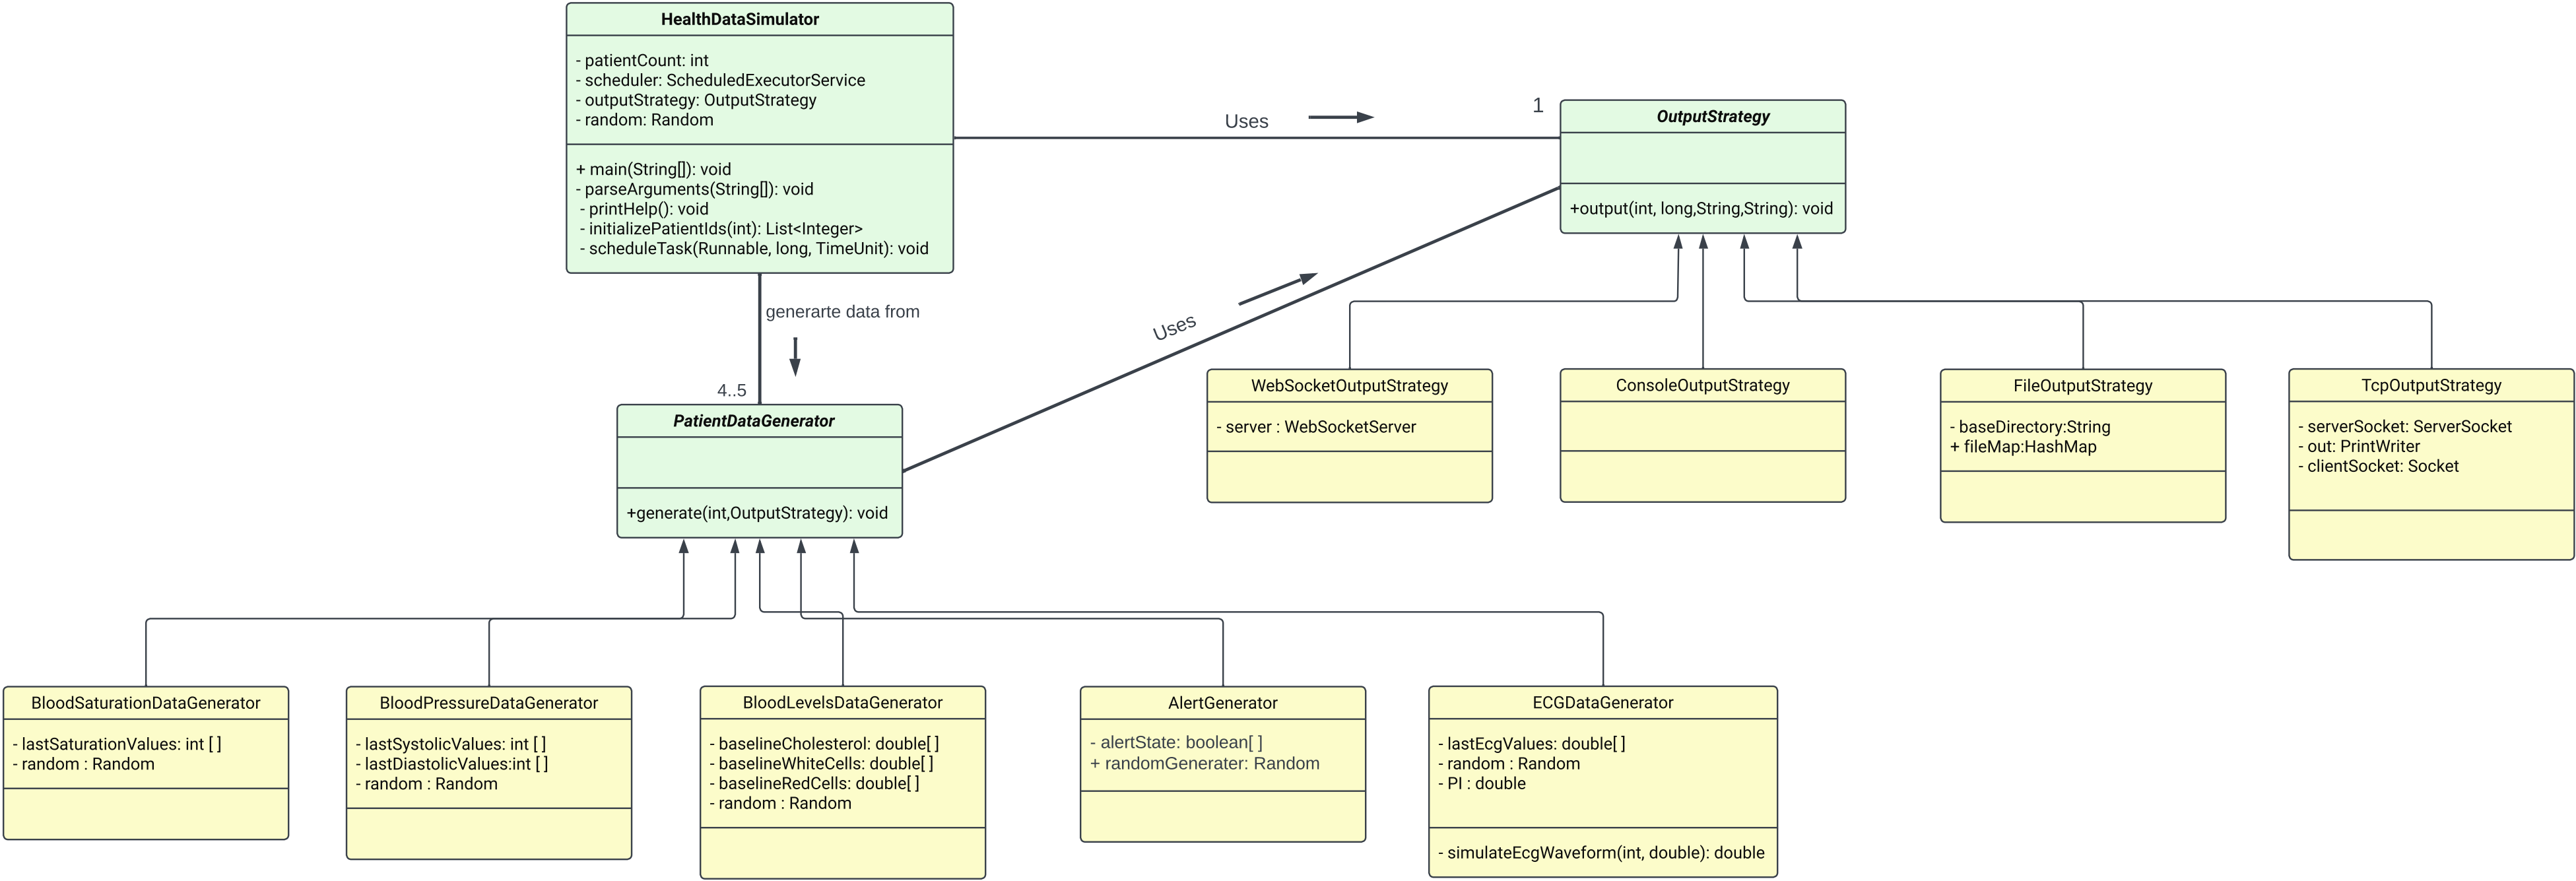 HealthDataSimulator
- patientCount: int
- scheduler: ScheduledExecutorService
- outputStrategy: OutputStrategy
- random: Random
+ main(String[]): void
- parseArguments(String[]): void
- printHelp(): void
- initializePatientIds(int): List<Integer>
- scheduleTask(Runnable, long, TimeUnit): void
Uses
1
OutputStrategy
+output(int, long,String,String): void
generarte data from
4..5
Uses
PatientDataGenerator
+generate(int,OutputStrategy): void
WebSocketOutputStrategy
- server : WebSocketServer
ConsoleOutputStrategy
FileOutputStrategy
- baseDirectory:String
+ fileMap:HashMap
TcpOutputStrategy
- serverSocket: ServerSocket
- out: PrintWriter
- clientSocket: Socket
BloodSaturationDataGenerator
- lastSaturationValues: int [ ]
- random : Random
BloodPressureDataGenerator
- lastSystolicValues: int [ ]
- lastDiastolicValues:int [ ]
- random : Random
BloodLevelsDataGenerator
- baselineCholesterol: double[ ]
- baselineWhiteCells: double[ ]
- baselineRedCells: double[ ]
- random : Random
AlertGenerator
- alertState: boolean[ ]
+ randomGenerater: Random
ECGDataGenerator
- lastEcgValues: double[ ]
- random : Random
- PI : double
- simulateEcgWaveform(int, double): double